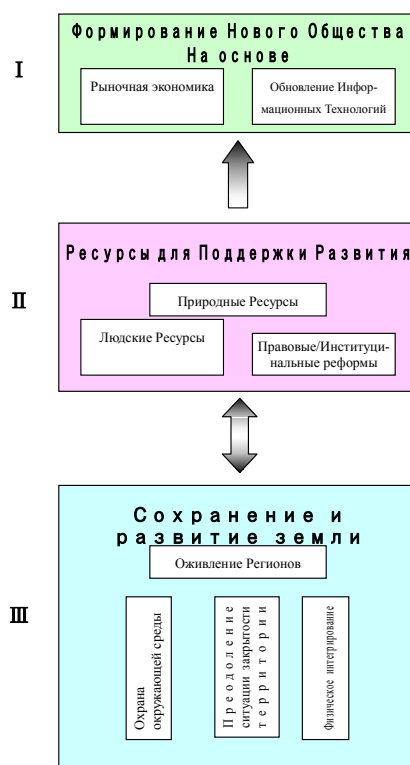 Формирование Нового Общества
На основе
I
Рыночная экономика
Обновление Инфор-
мационных Технологий
Ресурсы для Поддержки Развития
II
Природные Ресурсы
Людские Ресурсы
Правовые/Институци-
нальные реформы
Сохранение и
развитие земли
Оживление Регионов
III
Охрана
окружающей среды
Преодоление
ситуации закрытости
территории
Физическое интегрирование